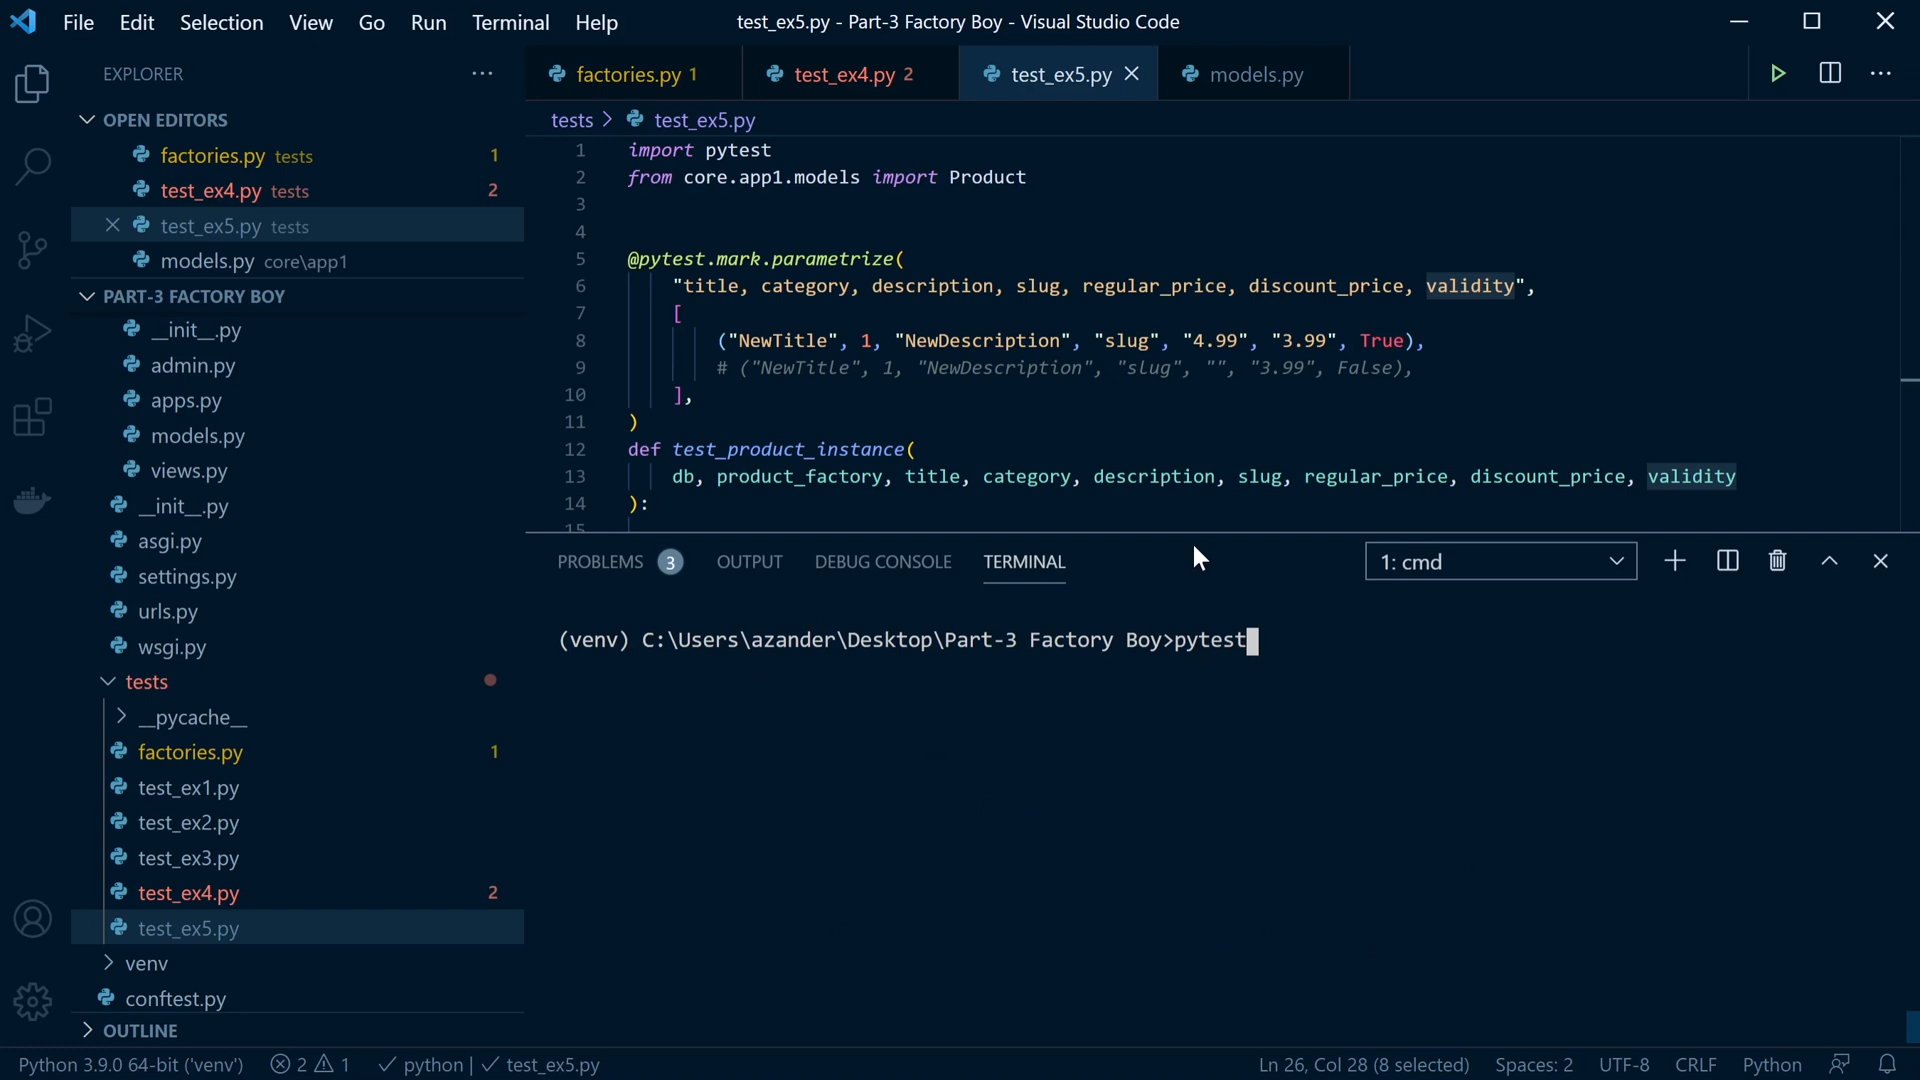 File Edit Selection View Go Run Terminal Help
test_ex5.py - Part-3 Factory Boy - Visual Studio Code
EXPLORER
OPEN EDITORS
factories.py tests 1
test_ex4.py tests 2
test_ex5.py tests
models.py core\app1
PART-3 FACTORY BOY
__init__.py
admin.py
apps.py
models.py
views.py
__init__.py
asgi.py
settings.py
urls.py
wsgi.py
tests
__pycache__
factories.py 1
test_ex1.py
test_ex2.py
test_ex3.py
test_ex4.py 2
test_ex5.py
venv
conftest.py
OUTLINE
factories.py 1
test_ex4.py 2
test_ex5.py
models.py
tests > test_ex5.py
1 import pytest
2 from core.app1.models import Product
3
4
5 @pytest.mark.parametrize(
6 "title, category, description, slug, regular_price, discount_price, validity",
7 [
8 ("NewTitle", 1, "NewDescription", "slug", "4.99", "3.99", True),
9 # ("NewTitle", 1, "NewDescription", "slug", "", "3.99", False),
10 ],
11 )
12 def test_product_instance(
13 db, product_factory, title, category, description, slug, regular_price, discount_price, validity
14 ):
15
PROBLEMS 3 OUTPUT DEBUG CONSOLE TERMINAL
1: cmd
(venv) C:\Users\azander\Desktop\Part-3 Factory Boy>pytest
Python 3.9.0 64-bit ('venv') 2 1 python | test_ex5.py
Ln 26, Col 28 (8 selected) Spaces: 2 UTF-8 CRLF Python